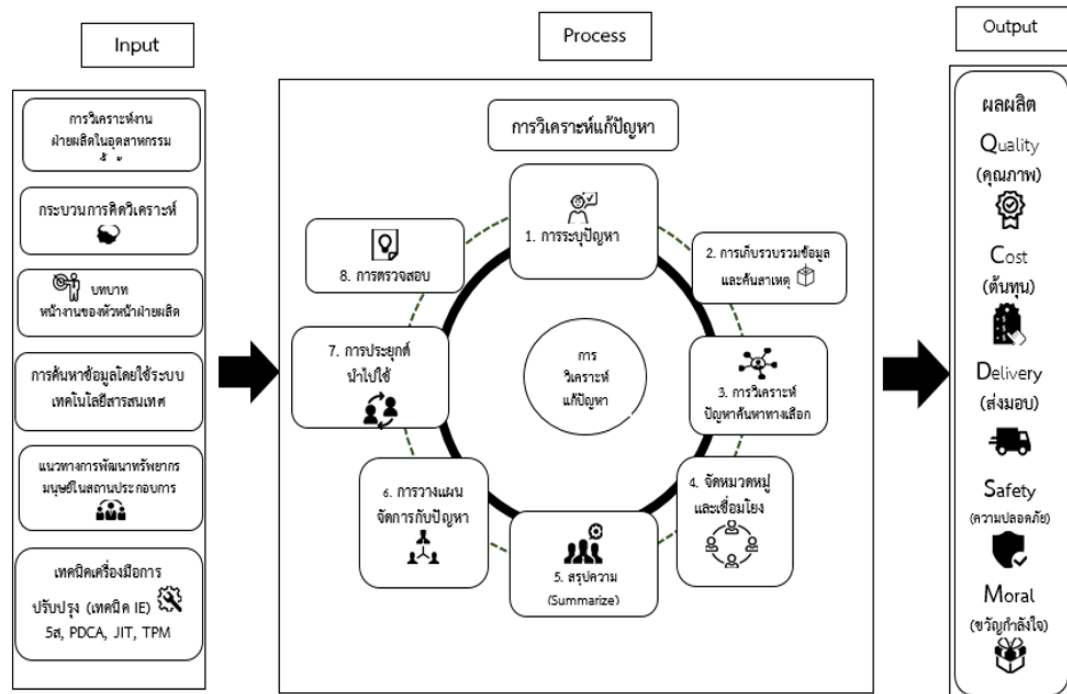 Input
การวิเคราะห์งาน
ฝ่ายผลิตในอุตสาหกรรม
กระบวนการคิดวิเคราะห์
บทบาท
หน้างานของหัวหน้าฝ่ายผลิต
การค้นหาข้อมูลโดยใช้ระบบ
เทคโนโลยีสารสนเทศ
แนวทางการพัฒนาทรัพยากร
มนุษย์ในสถานประกอบการ
เทคนิคเครื่องมือการ
ปรับปรุง (เทคนิค IE)
5ส, PDCA, JIT, TPM
Process
การวิเคราะห์แก้ปัญหา
1. การระบุปัญหา
2. การเก็บรวบรวมข้อมูล
และค้นสาเหตุ
3. การวิเคราะห์
ปัญหาค้นหาทางเลือก
4. จัดหมวดหมู่
และเชื่อมโยง
5. สรุปความ
(Summarize)
6. การวางแผน
จัดการกับปัญหา
7. การประยุกต์
นำไปใช้
8. การตรวจสอบ
การ
วิเคราะห์
แก้ปัญหา
Output
ผลผลิต
Quality
(คุณภาพ)
Cost
(ต้นทุน)
Delivery
(ส่งมอบ)
Safety
(ความปลอดภัย)
Moral
(ขวัญกำลังใจ)